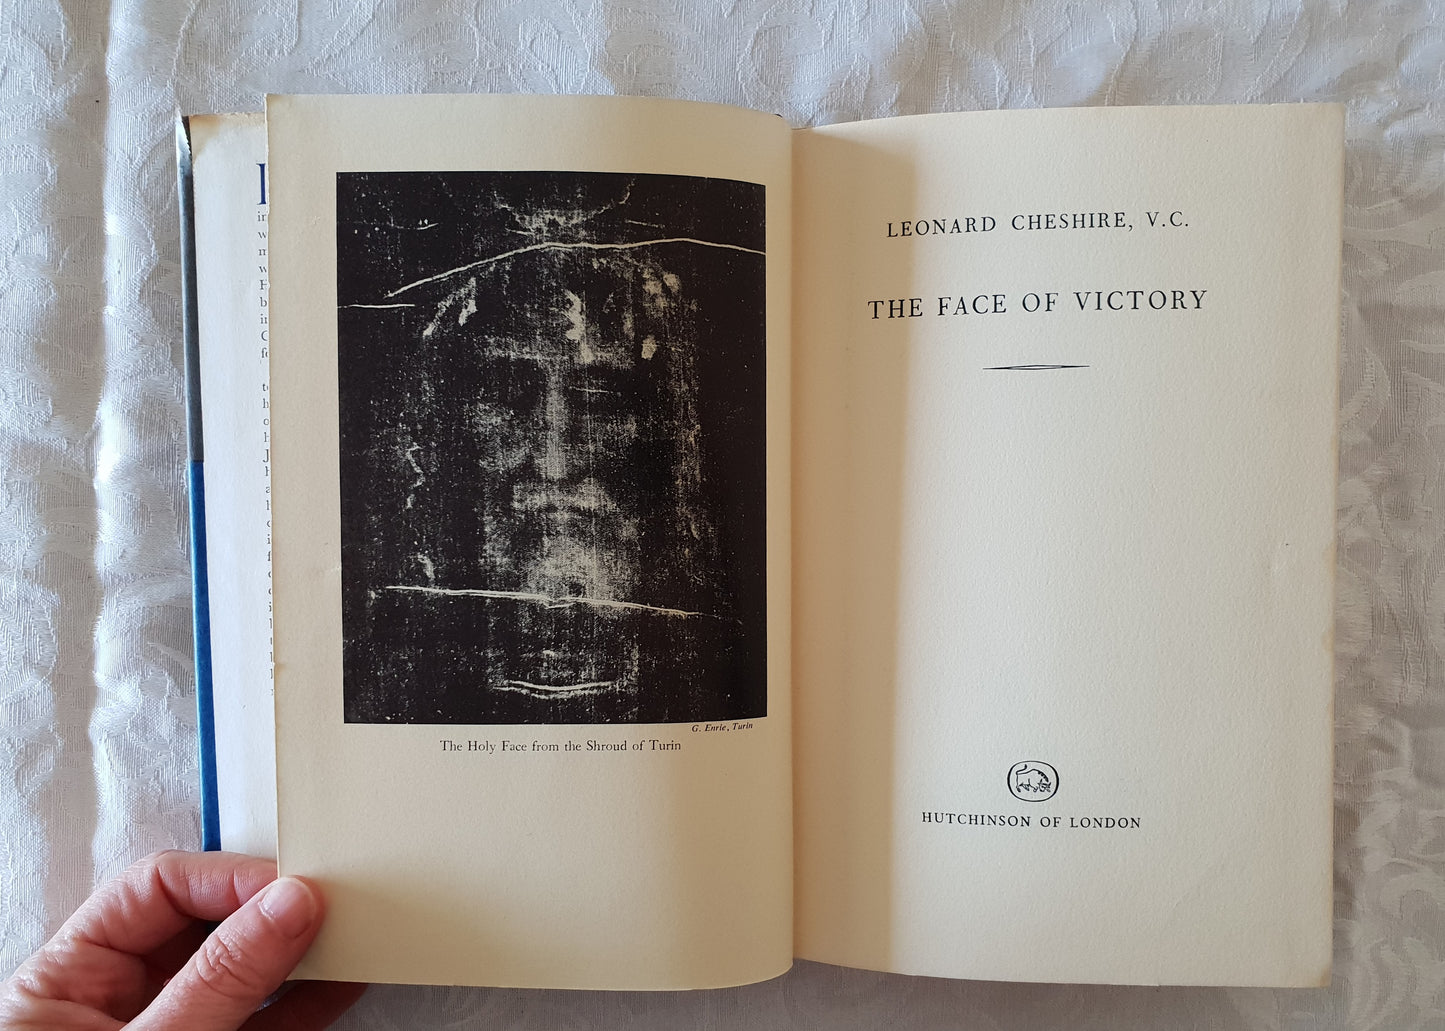 G. Enrie, Turin
The Holy Face from the Shroud of Turin
LEONARD CHESHIRE, V.C.
THE FACE OF VICTORY
HUTCHINSON OF LONDON